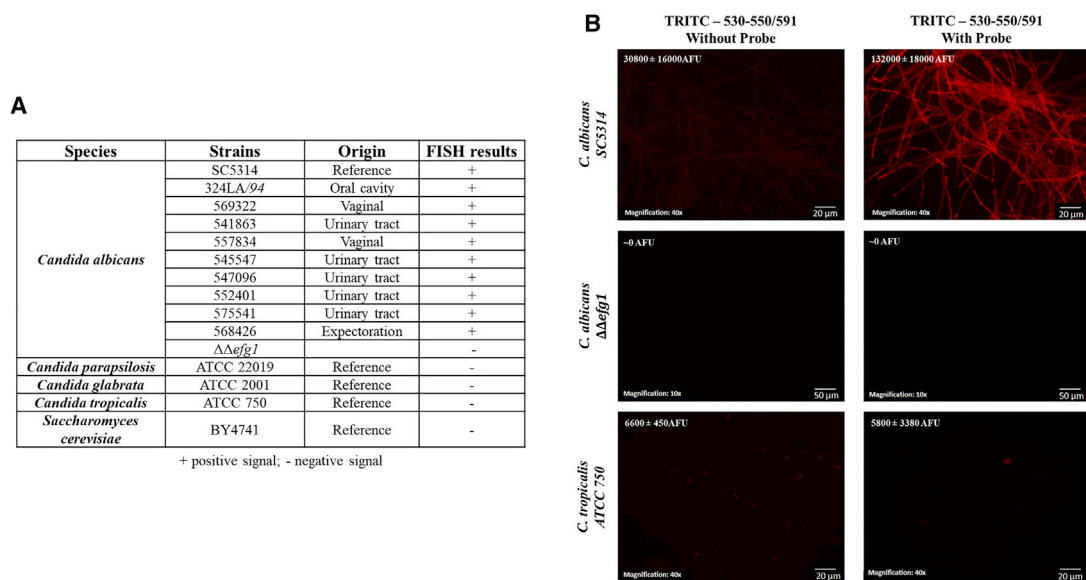 A
Species Strains Origin FISH results
Candida albicans
SC5314 Reference +
324LA/94 Oral cavity +
569322 Vaginal +
541863 Urinary tract +
557834 Vaginal +
545547 Urinary tract +
547096 Urinary tract +
552401 Urinary tract +
575541 Urinary tract +
568426 Expectoration +
ΔΔefg1 -
Candida parapsilosis ATCC 22019 Reference -
Candida glabrata ATCC 2001 Reference -
Candida tropicalis ATCC 750 Reference -
Saccharomyces
cerevisiae BY4741 Reference -
+ positive signal; - negative signal
B
TRITC – 530-550/591
Without Probe
TRITC – 530-550/591
With Probe
C. albicans
SC5314
30800 ± 16000AFU
Magnification: 40x
20 µm
132000 ± 18000 AFU
Magnification: 40x
20 µm
C. albicans
ΔΔefg1
~0 AFU
Magnification: 10x
50 µm
~0 AFU
Magnification: 10x
50 µm
C. tropicalis
ATCC 750
6600 ± 450AFU
Magnification: 40x
20 µm
5800 ± 3380 AFU
Magnification: 40x
20 µm